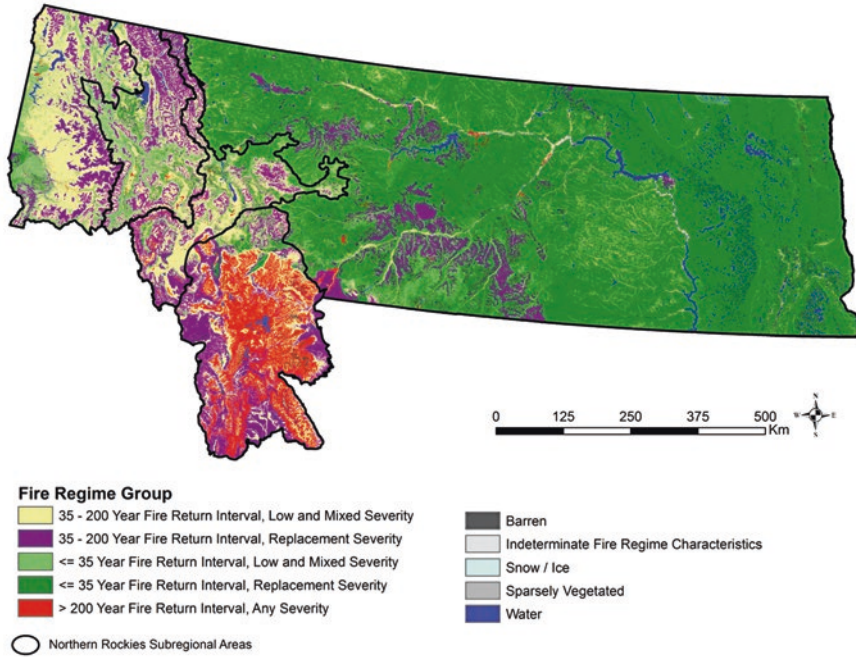 0 125 250 375 500
Km
N
W E
S
Fire Regime Group
35 - 200 Year Fire Return Interval, Low and Mixed Severity
35 - 200 Year Fire Return Interval, Replacement Severity
<= 35 Year Fire Return Interval, Low and Mixed Severity
<= 35 Year Fire Return Interval, Replacement Severity
> 200 Year Fire Return Interval, Any Severity
Northern Rockies Subregional Areas
Barren
Indeterminate Fire Regime Characteristics
Snow / Ice
Sparsely Vegetated
Water